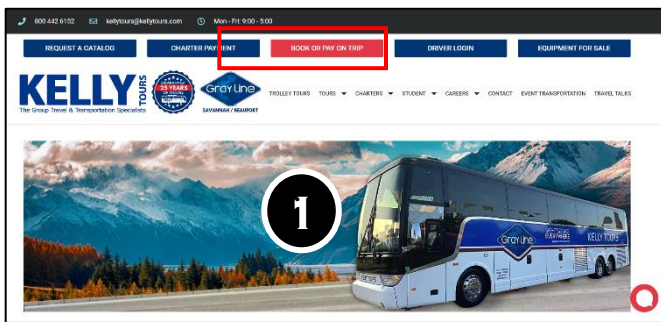 800 442 6152 kellytours@kellytours.com Mon - Fri: 9:00 - 5:00
REQUEST A CATALOG CHARTER PAYMENT BOOK OR PAY ON TRIP DRIVER LOGIN EQUIPMENT FOR SALE
KELLY TOURS
25 YEARS
Gray Line
TROLLEY TOURS TOURS CHARTERS STUDENT CAREERS CONTACT EVENT TRANSPORTATION TRAVEL TALKS
The Group Travel & Transportation Specialists
SAVANNAH / BEAUFORT
1
Gray Line
KELLY TOURS